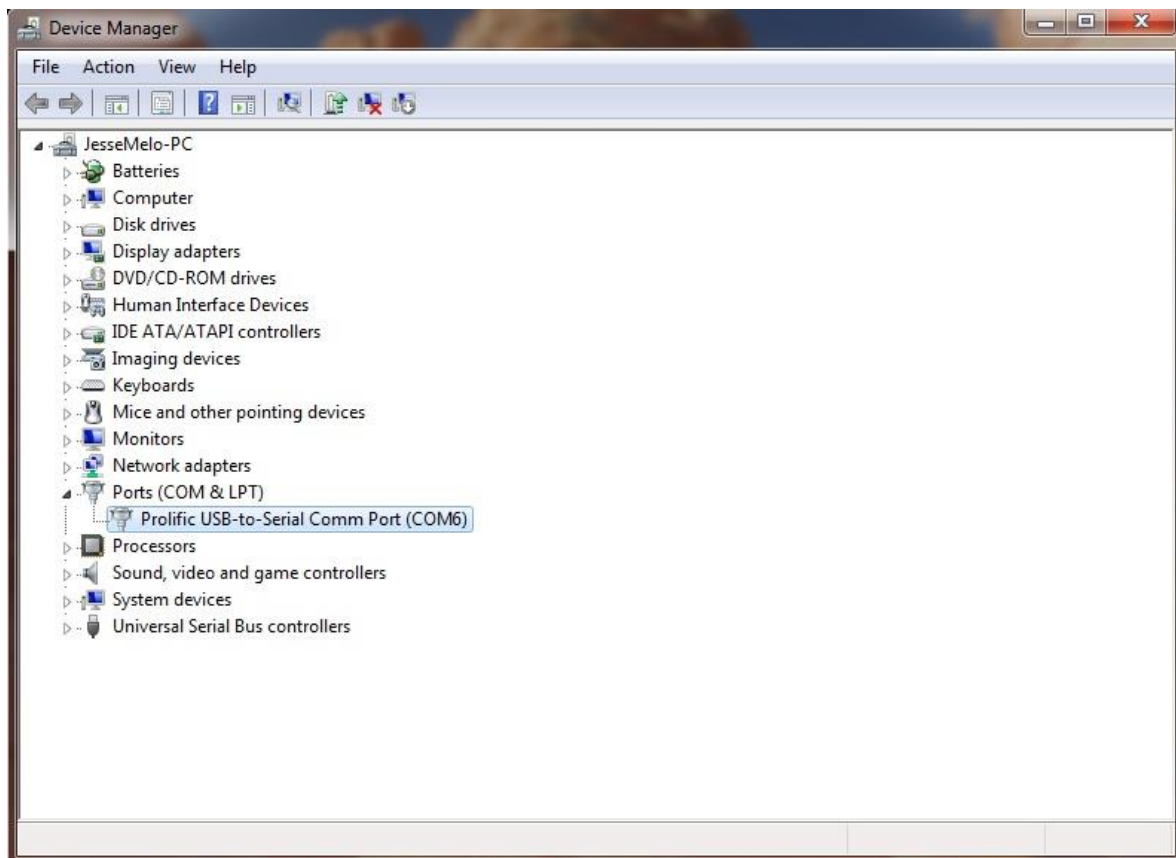 Device Manager
File Action View Help
JesseMelo-PC
Batteries
Computer
Disk drives
Display adapters
DVD/CD-ROM drives
Human Interface Devices
IDE ATA/ATAPI controllers
Imaging devices
Keyboards
Mice and other pointing devices
Monitors
Network adapters
Ports (COM & LPT)
Prolific USB-to-Serial Comm Port (COM6)
Processors
Sound, video and game controllers
System devices
Universal Serial Bus controllers